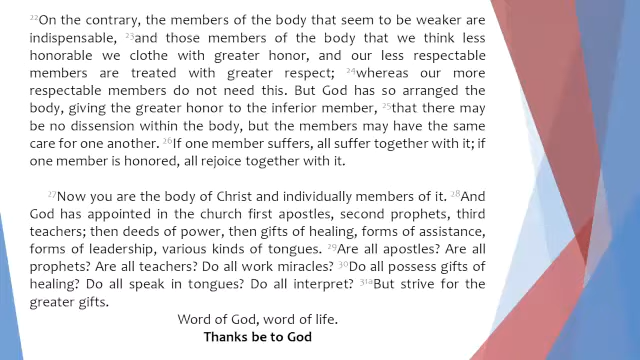 22On the contrary, the members of the body that seem to be weaker are
indispensable, 23and those members of the body that we think less
honorable we clothe with greater honor, and our less respectable
members are treated with greater respect; 24whereas our more
respectable members do not need this. But God has so arranged the
body, giving the greater honor to the inferior member, 25that there may
be no dissension within the body, but the members may have the same
care for one another. 26If one member suffers, all suffer together with it; if
one member is honored, all rejoice together with it.
27Now you are the body of Christ and individually members of it. 28And
God has appointed in the church first apostles, second prophets, third
teachers; then deeds of power, then gifts of healing, forms of assistance,
forms of leadership, various kinds of tongues. 29Are all apostles? Are all
prophets? Are all teachers? Do all work miracles? 30Do all possess gifts of
healing? Do all speak in tongues? Do all interpret? 31aBut strive for the
greater gifts.
Word of God, word of life.
Thanks be to God